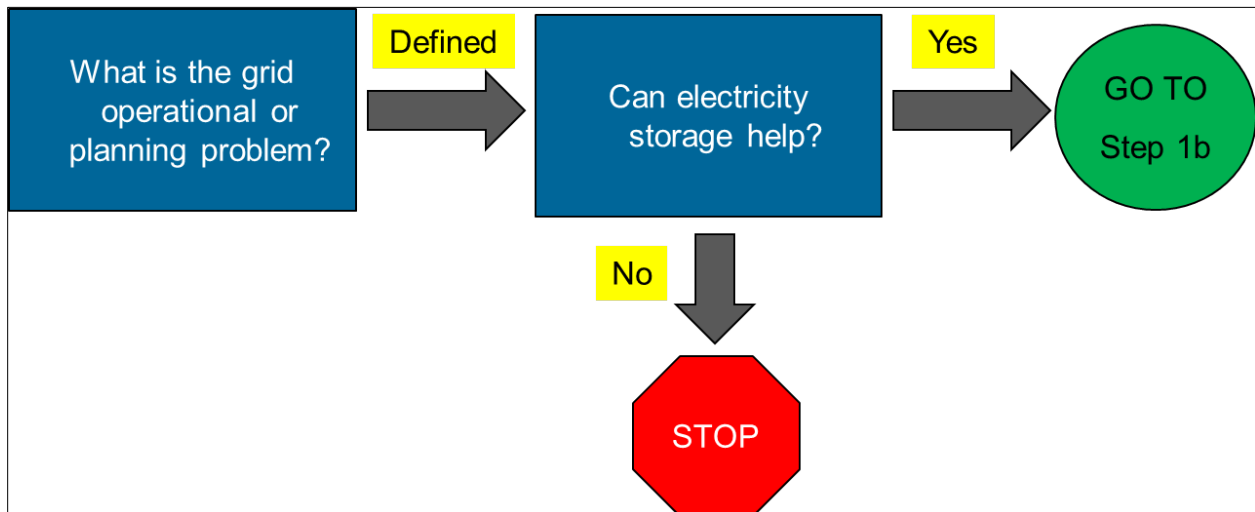 What is the grid
operational or
planning problem?
Defined
Can electricity
storage help?
Yes
GO TO
Step 1b
No
STOP